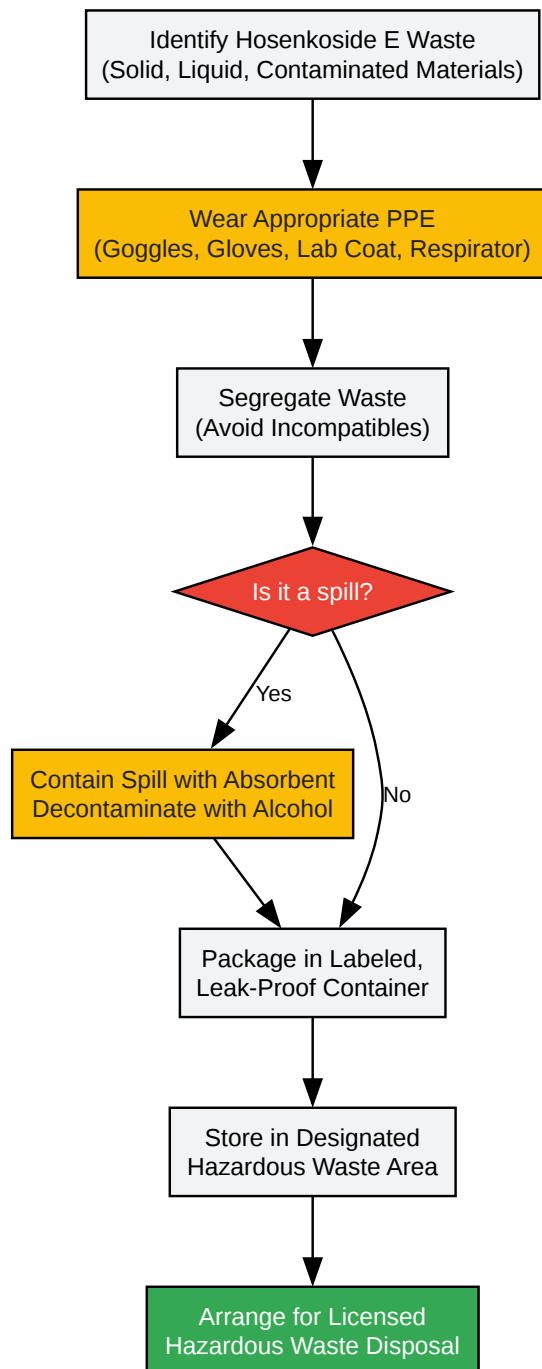 Identify Hosenkoside E Waste
(Solid, Liquid, Contaminated Materials)
Wear Appropriate PPE
(Goggles, Gloves, Lab Coat, Respirator)
Segregate Waste
(Avoid Incompatibles)
Is it a spill?
Yes
Contain Spill with Absorbent
Decontaminate with Alcohol
No
Package in Labeled,
Leak-Proof Container
Store in Designated
Hazardous Waste Area
Arrange for Licensed
Hazardous Waste Disposal